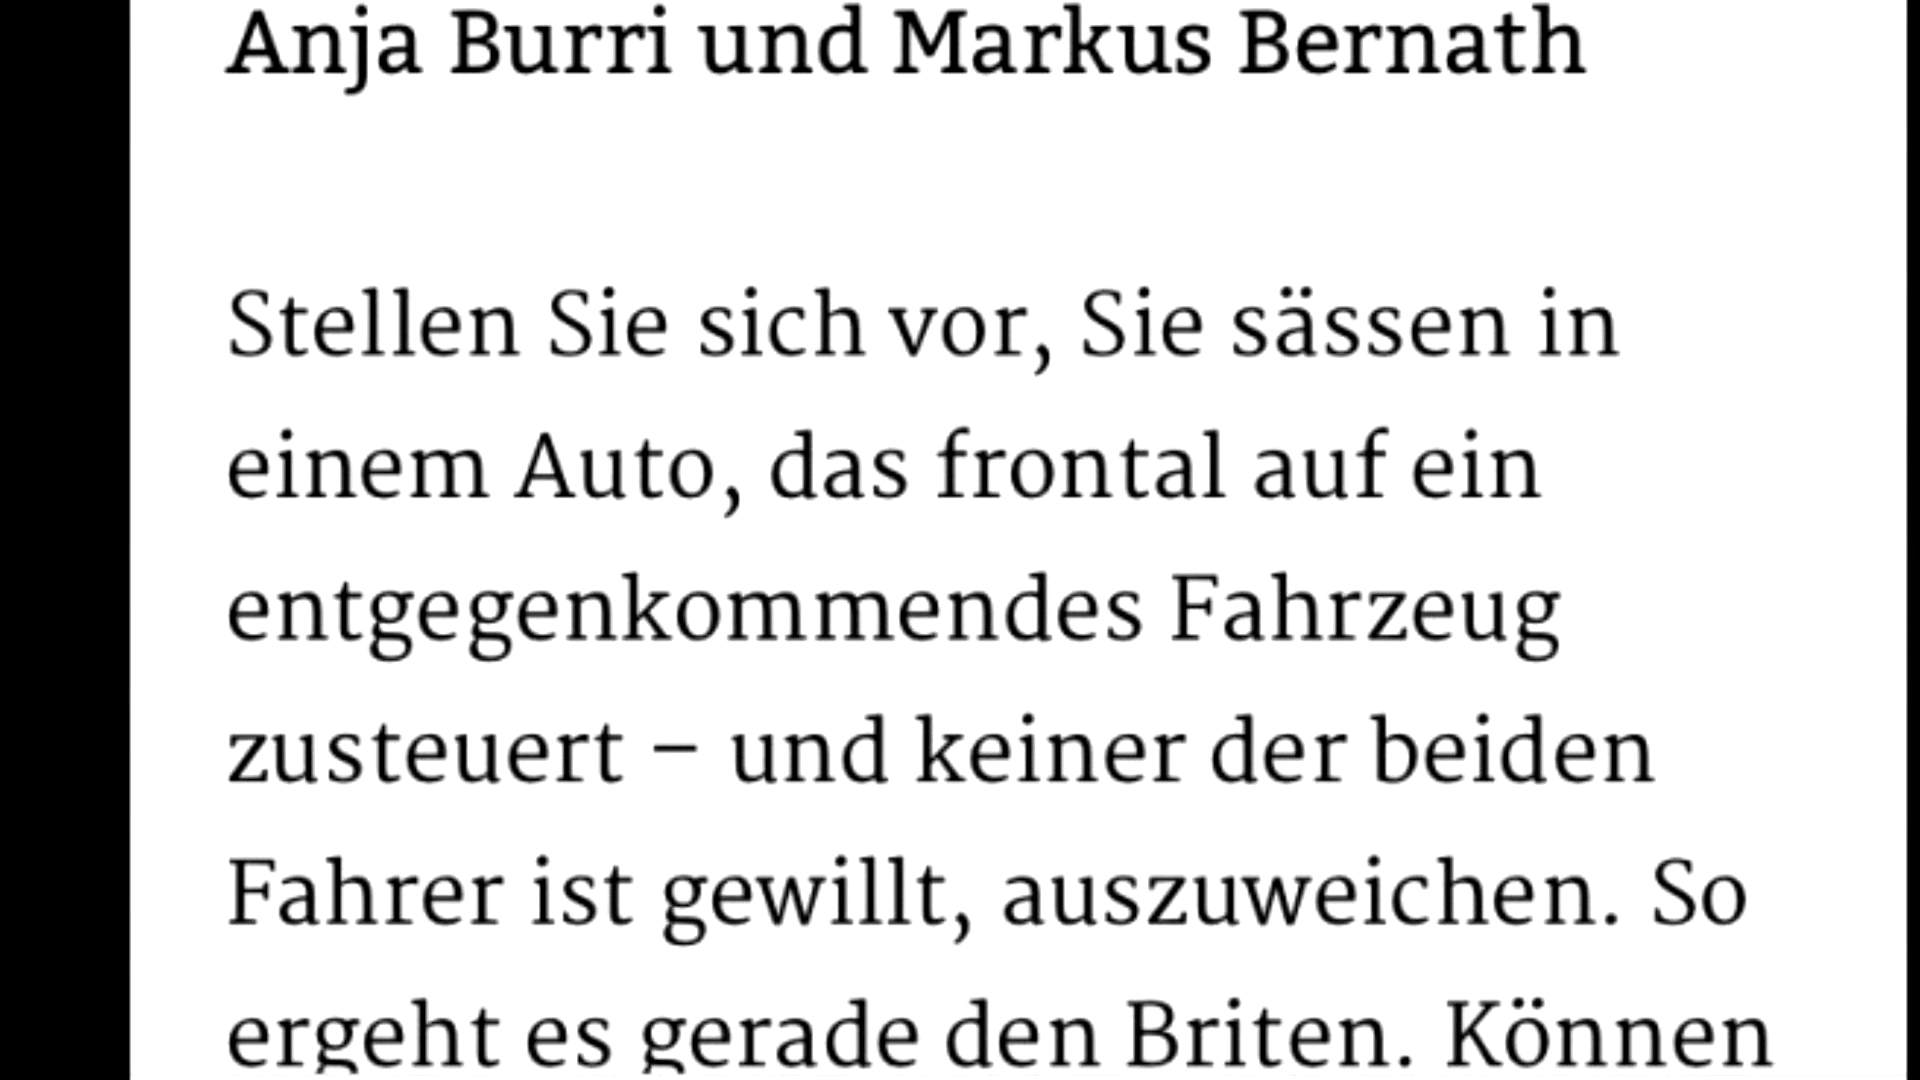 Anja Burri und Markus Bernath
Stellen Sie sich vor, Sie sässen in
einem Auto, das frontal auf ein
entgegenkommendes Fahrzeug
zusteuert – und keiner der beiden
Fahrer ist gewillt, auszuweichen. So
ergeht es gerade den Briten. Können